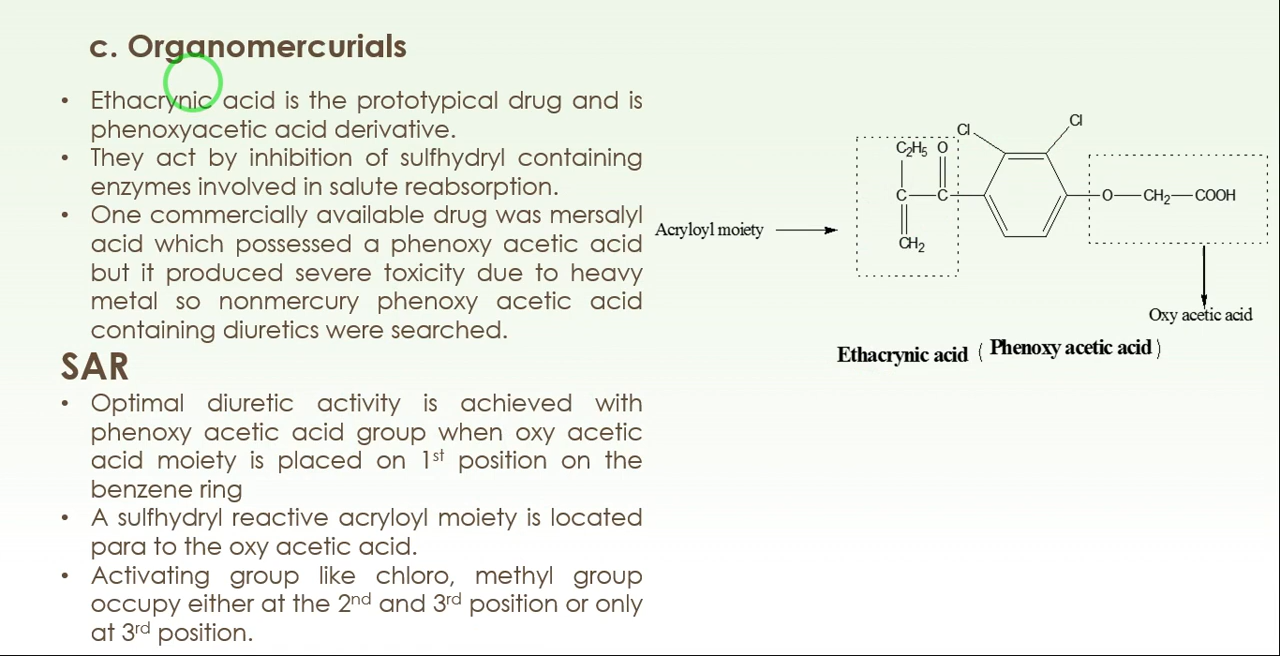 c. Organomercurials
• Ethacrynic acid is the prototypical drug and is
phenoxyacetic acid derivative.
• They act by inhibition of sulfhydryl containing
enzymes involved in salute reabsorption.
• One commercially available drug was mersalyl
acid which possessed a phenoxy acetic acid
but it produced severe toxicity due to heavy
metal so nonmercury phenoxy acetic acid
containing diuretics were searched.
SAR
• Optimal diuretic activity is achieved with
phenoxy acetic acid group when oxy acetic
acid moiety is placed on 1st position on the
benzene ring
• A sulfhydryl reactive acryloyl moiety is located
para to the oxy acetic acid.
• Activating group like chloro, methyl group
occupy either at the 2nd and 3rd position or only
at 3rd position.
Cl
Cl
C2H5 O
C C
O CH2 COOH
CH2
Acryloyl moiety
Oxy acetic acid
Ethacrynic acid ( Phenoxy acetic acid )